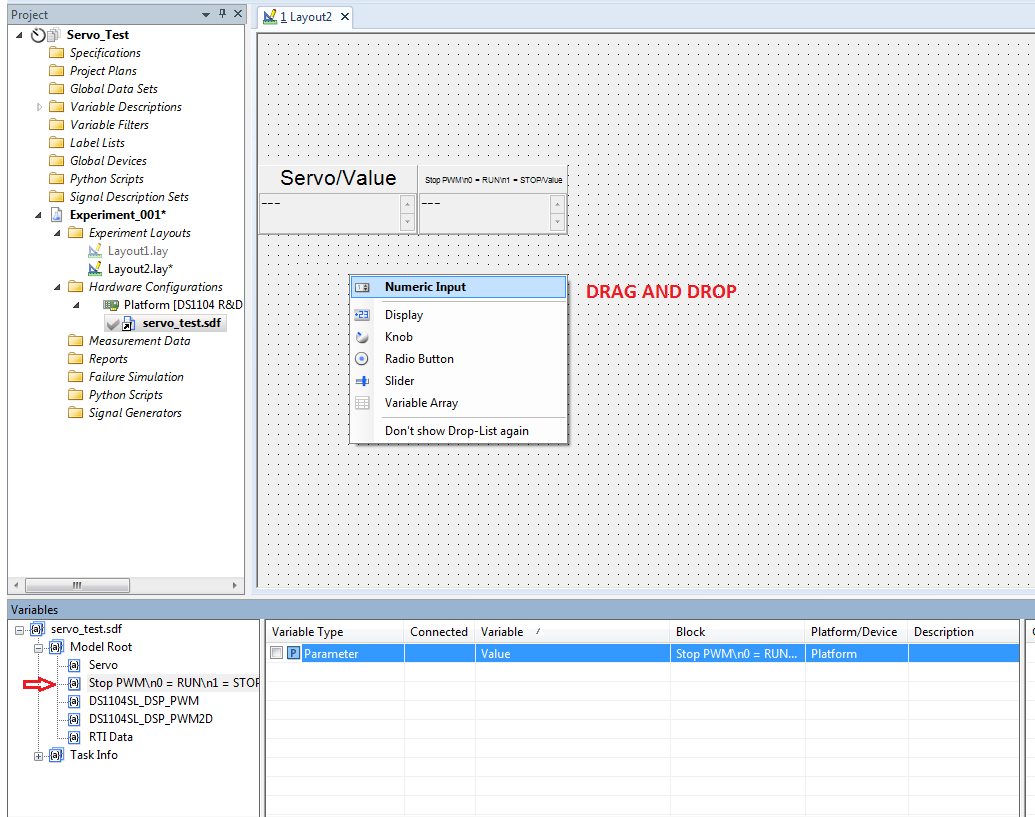 Project
Servo_Test
Specifications
Project Plans
Global Data Sets
Variable Descriptions
Variable Filters
Label Lists
Global Devices
Python Scripts
Signal Description Sets
Experiment_001*
Experiment Layouts
Layout1.lay
Layout2.lay*
Hardware Configurations
Platform [DS1104 R&D
servo_test.sdf
Measurement Data
Reports
Failure Simulation
Python Scripts
Signal Generators
1 Layout2
Servo/Value
Stop PWM\n0 = RUN\n1 = STOP/Value
---
---
Numeric Input
Display
Knob
Radio Button
Slider
Variable Array
Don't show Drop-List again
DRAG AND DROP
Variables
servo_test.sdf
Model Root
Servo
Stop PWM\n0 = RUN\n1 = STOP
DS1104SL_DSP_PWM
DS1104SL_DSP_PWM2D
RTI Data
Task Info
Variable Type Connected Variable Block Platform/Device Description
P Parameter Value Stop PWM\n0 = RUN... Platform